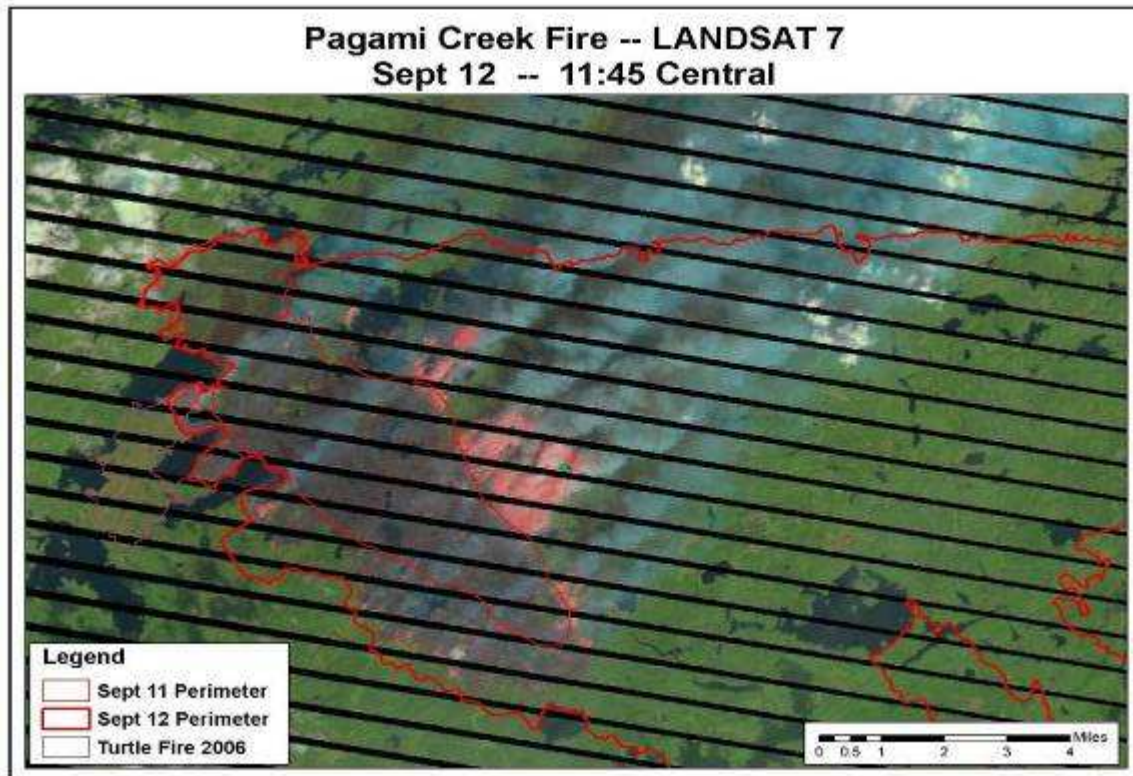 Pagami Creek Fire -- LANDSAT 7
Sept 12 -- 11:45 Central
Legend
Sept 11 Perimeter
Sept 12 Perimeter
Turtle Fire 2006
Miles
0 0.5 1 2 3 4